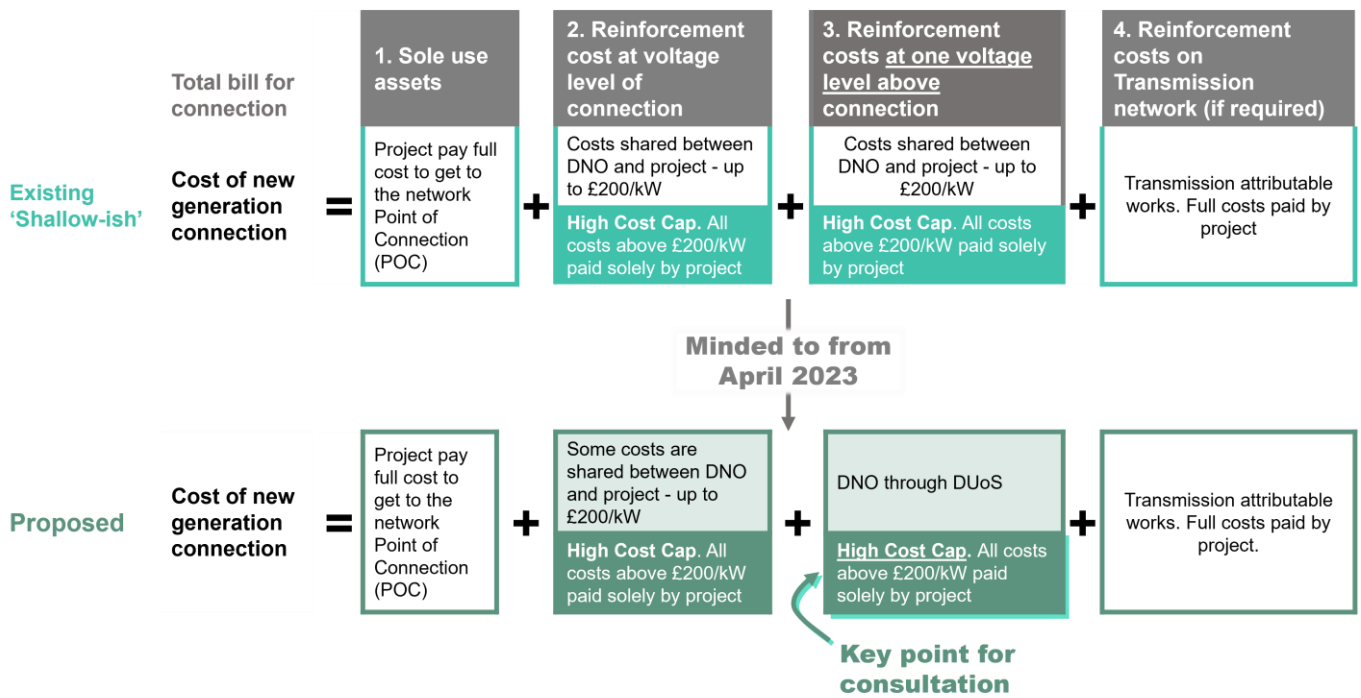 Total bill for
connection
1. Sole use
assets
2. Reinforcement
cost at voltage
level of
connection
3. Reinforcement
costs at one voltage
level above
connection
4. Reinforcement
costs on
Transmission
network (if required)
Existing
'Shallow-ish'
Cost of new
generation
connection
=
Project pay full
cost to get to
the network
Point of
Connection
(POC)
+
Costs shared between
DNO and project - up
to £200/kW
High Cost Cap. All
costs above £200/kW
paid solely by project
+
Costs shared between
DNO and project - up to
£200/kW
High Cost Cap. All costs
above £200/kW paid solely
by project
+
Transmission attributable
works. Full costs paid by
project
Minded to from
April 2023
Proposed
Cost of new
generation
connection
=
Project pay
full cost to
get to the
network
Point of
Connection
(POC)
+
Some costs are
shared between DNO
and project - up to
£200/kW
High Cost Cap. All
costs above £200/kW
paid solely by project
+
DNO through DUoS
High Cost Cap. All costs
above £200/kW paid
solely by project
+
Transmission attributable
works. Full costs paid by
project.
Key point for
consultation